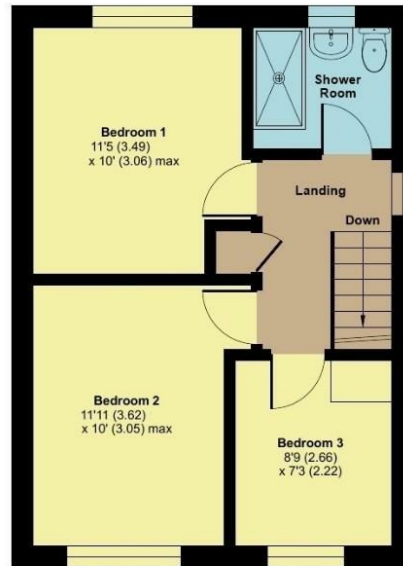 Shower
Room
Bedroom 1
11'5 (3.49)
x 10' (3.06) max
Landing
Down
Bedroom 2
11'11 (3.62)
x 10' (3.05) max
Bedroom 3
8'9 (2.66)
x 7'3 (2.22)